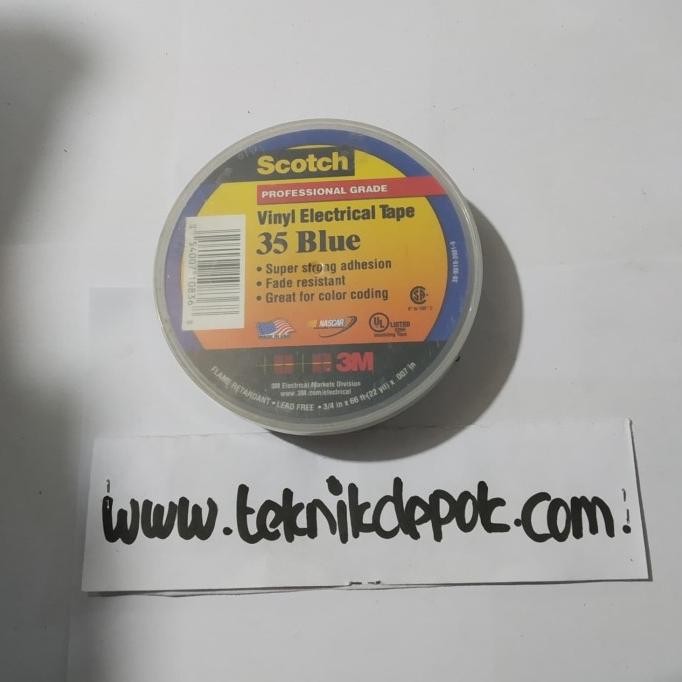 Scotch
PROFESSIONAL GRADE
Vinyl Electrical Tape
35 Blue
• Super strong adhesion
• Fade resistant
• Great for color coding
NASCAR
UL LISTED
3M
3M Electrical Markets Division
www.3M.com/electrical
FLAME RETARDANT • LEAD FREE • 3/4 in x 66 ft (22 yd) x .007 in
www.teknikdepok.com